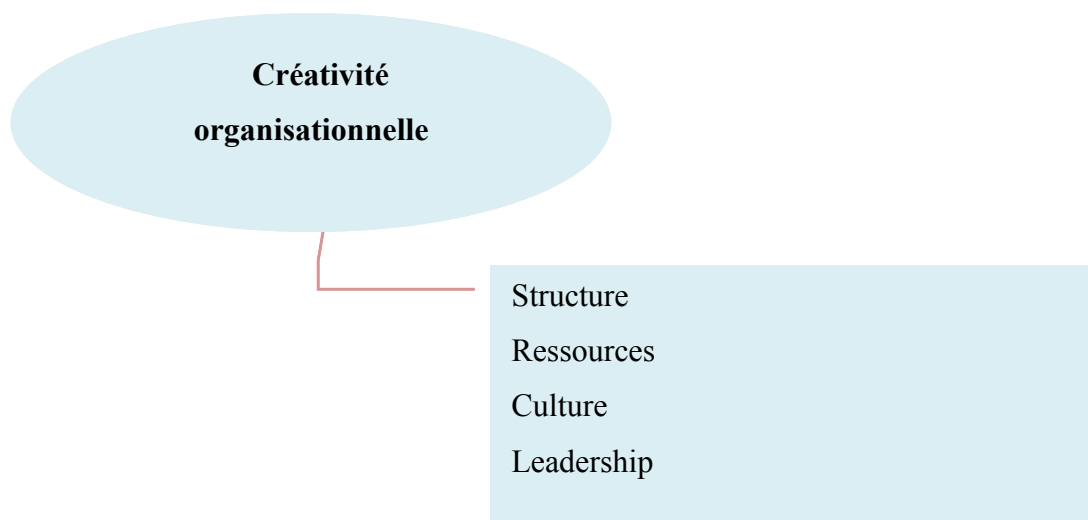 Créativité
organisationnelle
Structure
Ressources
Culture
Leadership